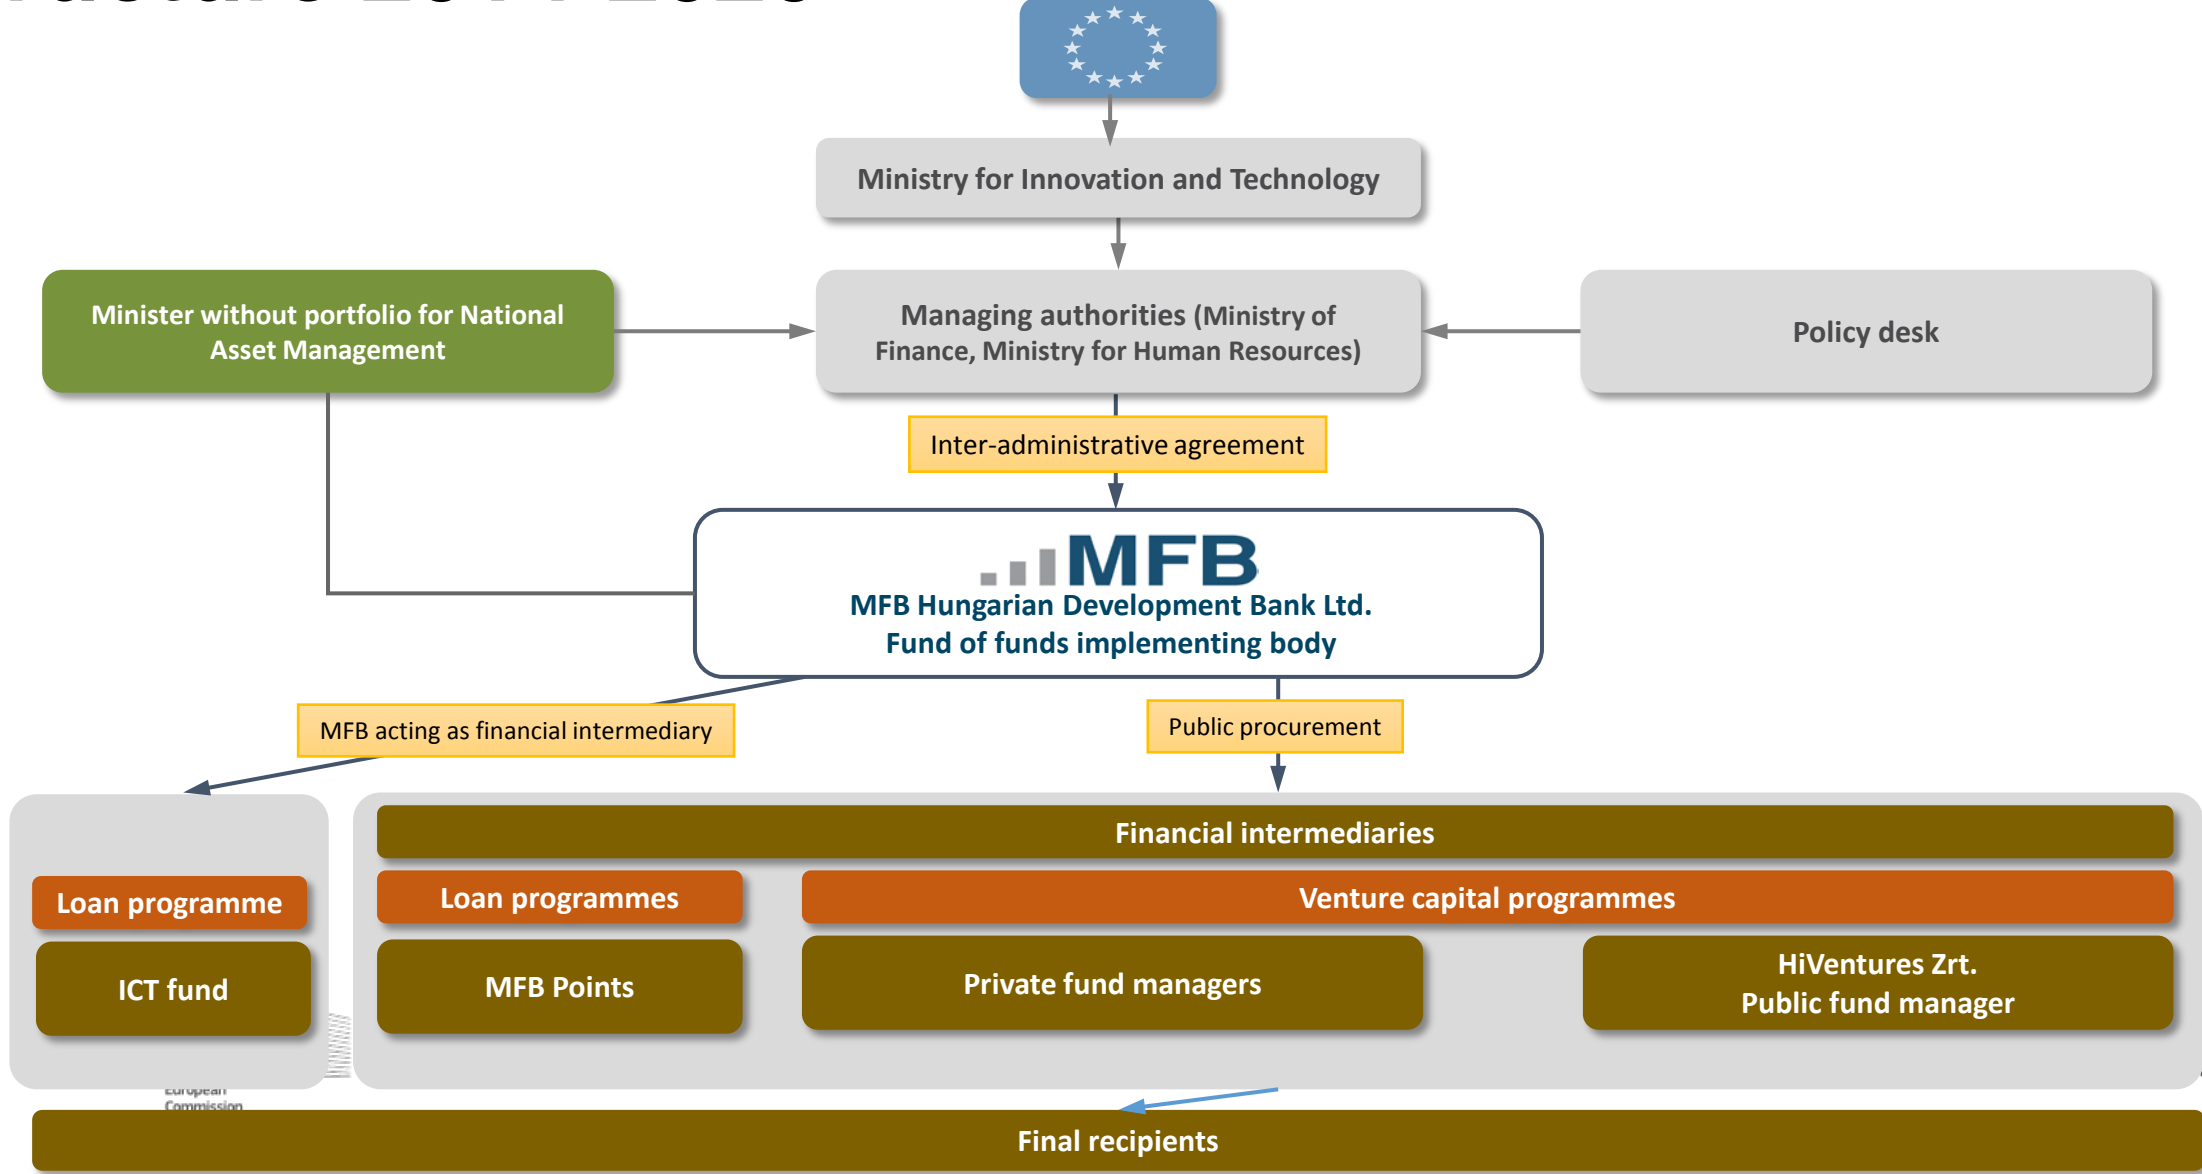 Ministry for Innovation and Technology
Minister without portfolio for National
Asset Management
Managing authorities (Ministry of
Finance, Ministry for Human Resources)
Policy desk
Inter-administrative agreement
MFB
MFB Hungarian Development Bank Ltd.
Fund of funds implementing body
MFB acting as financial intermediary
Public procurement
Financial intermediaries
Loan programme
Loan programmes
Venture capital programmes
ICT fund
MFB Points
Private fund managers
HiVentures Zrt.
Public fund manager
European
Commission
Final recipients